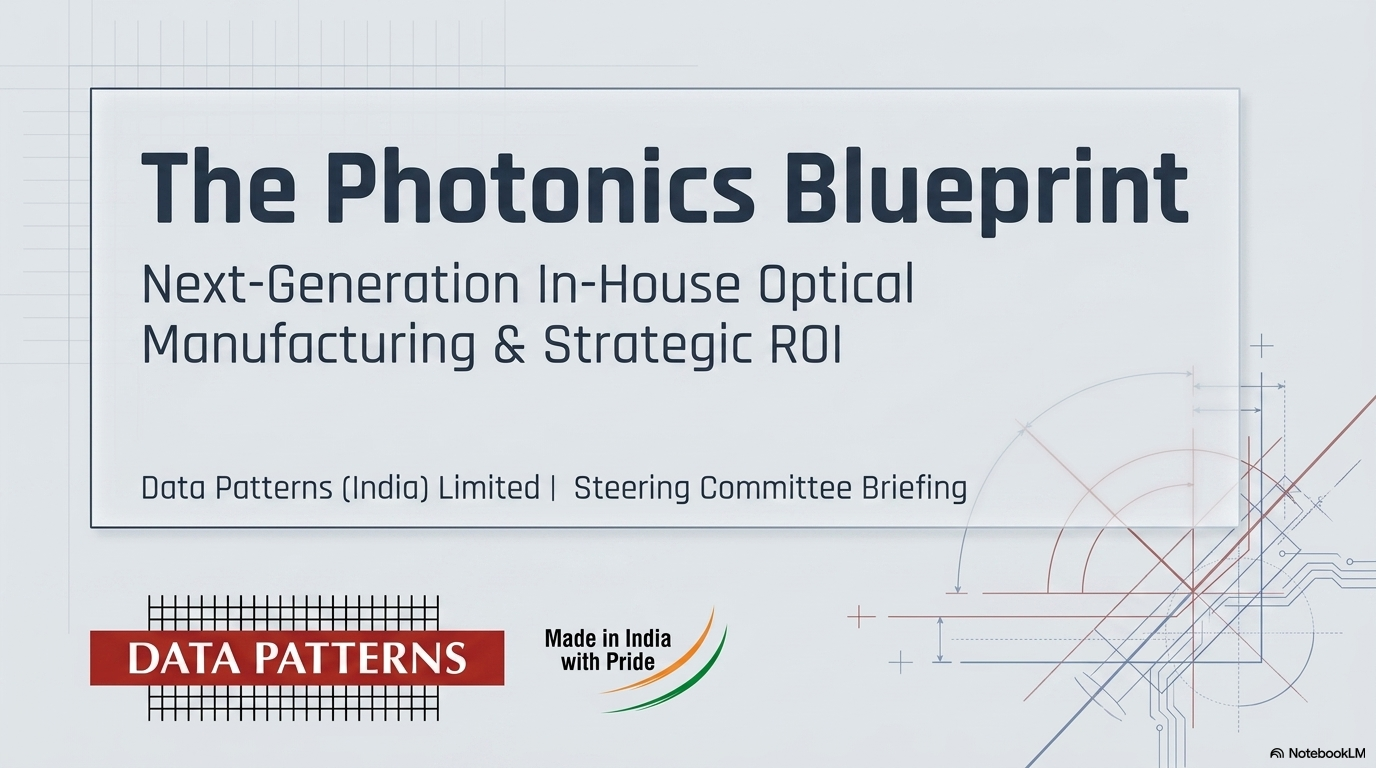 The Photonics Blueprint
Next-Generation In-House Optical
Manufacturing & Strategic ROI
Data Patterns (India) Limited | Steering Committee Briefing
DATA PATTERNS
Made in India
with Pride
NotebookLM